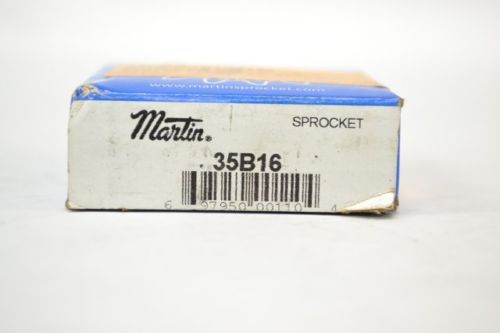 www.martinsprocket.com
Martin®
SPROCKET
35B16
6 97950 00110 4